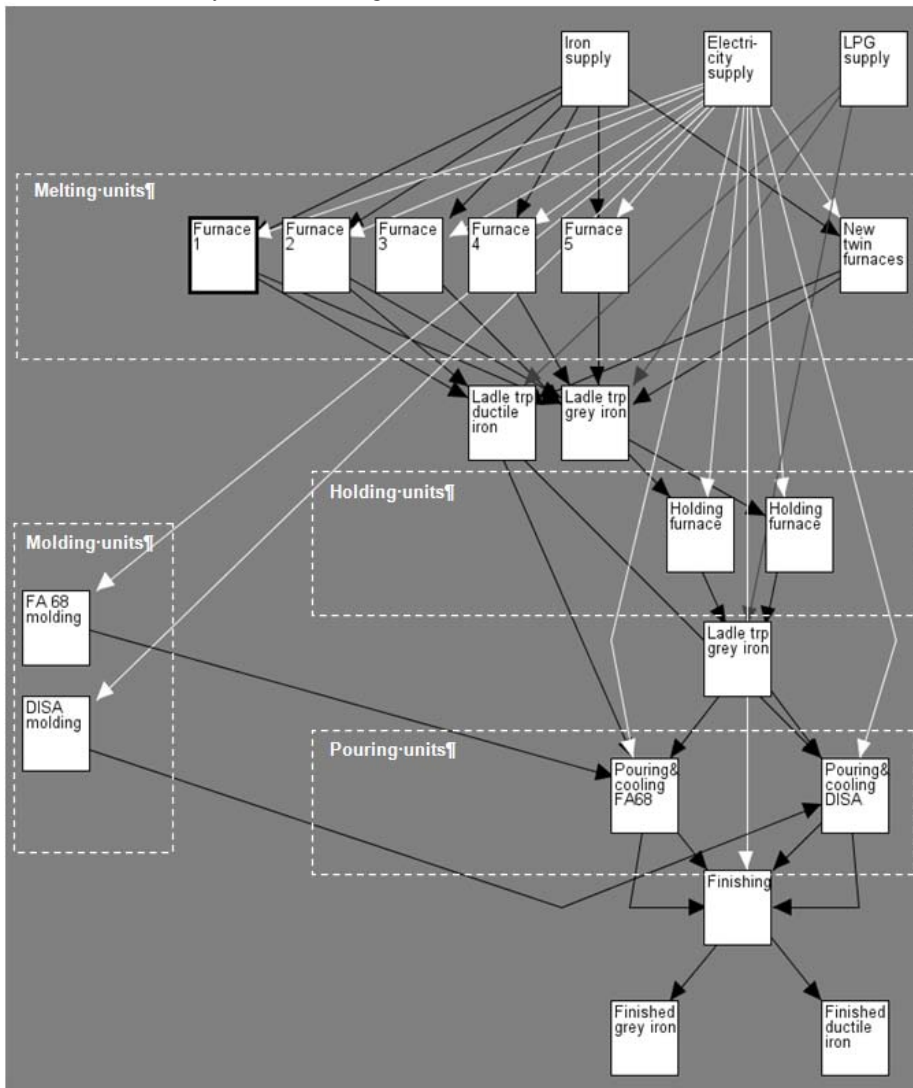 Iron
supply
Electri-
city
supply
LPG
supply
Melting·units¶
Furnace
1
Furnace
2
Furnace
3
Furnace
4
Furnace
5
New
twin
furnaces
Ladle trp
ductile
iron
Ladle trp
grey iron
Holding·units¶
Holding
furnace
Holding
furnace
Molding·units¶
FA 68
molding
Ladle trp
grey iron
DISA
molding
Pouring·units¶
Pouring&
cooling
FA68
Pouring&
cooling
DISA
Finishing
Finished
grey iron
Finished
ductile
iron